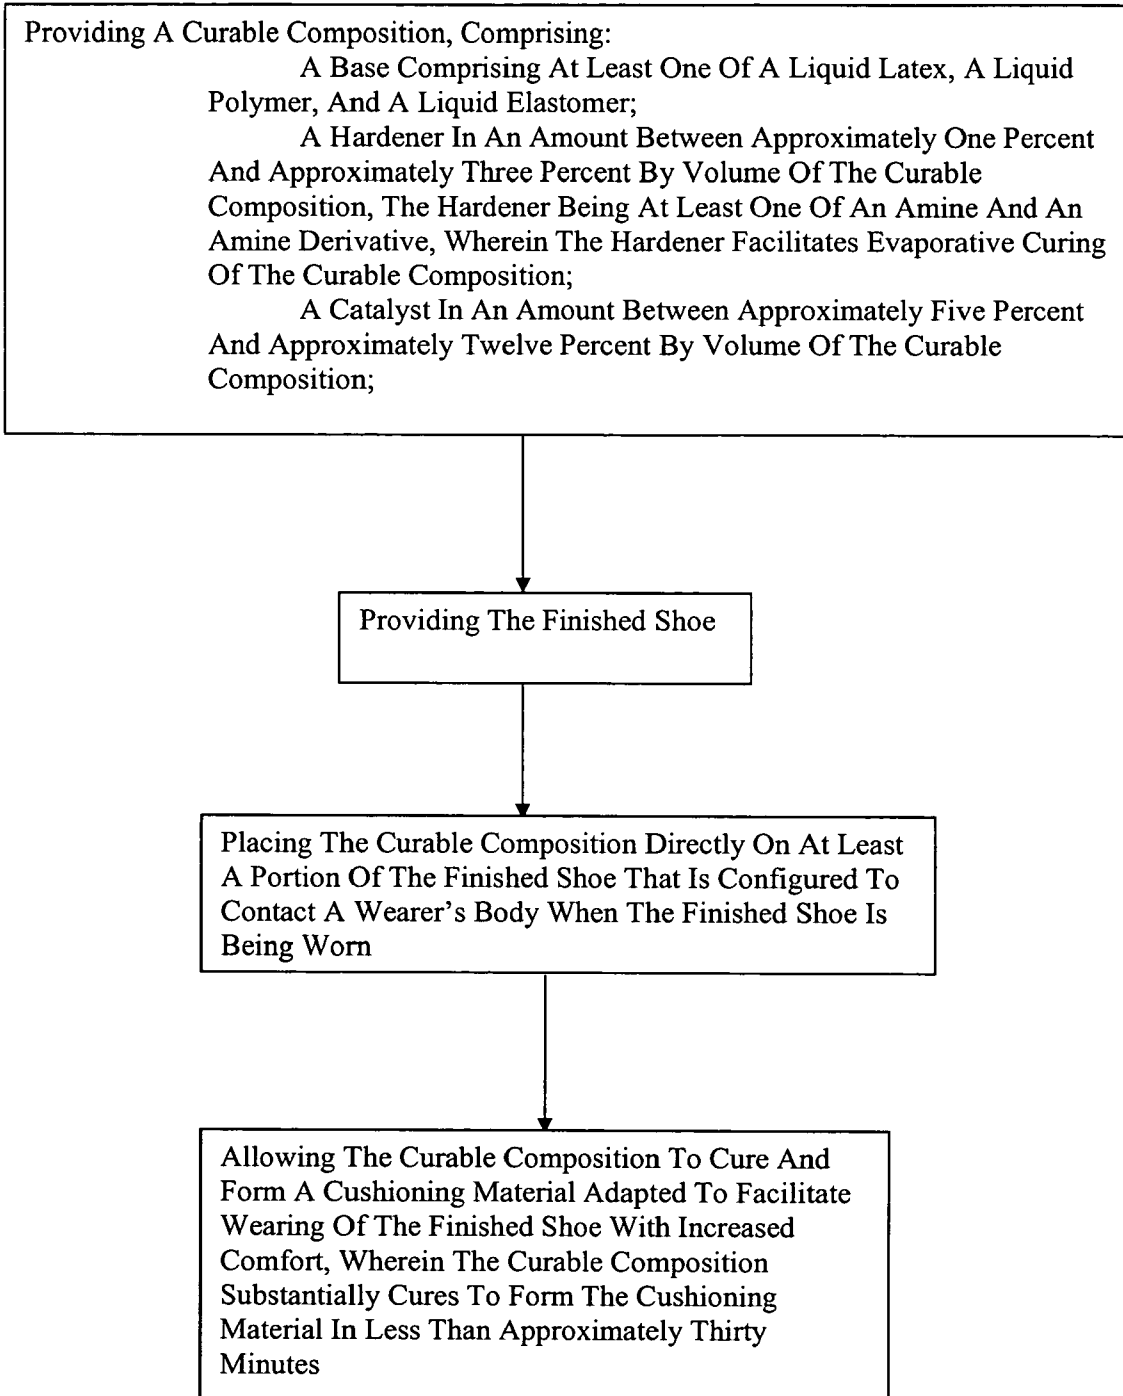 Providing A Curable Composition, Comprising:
A Base Comprising At Least One Of A Liquid Latex, A Liquid
Polymer, And A Liquid Elastomer;
A Hardener In An Amount Between Approximately One Percent
And Approximately Three Percent By Volume Of The Curable
Composition, The Hardener Being At Least One Of An Amine And An
Amine Derivative, Wherein The Hardener Facilitates Evaporative Curing
Of The Curable Composition;
A Catalyst In An Amount Between Approximately Five Percent
And Approximately Twelve Percent By Volume Of The Curable
Composition;
Providing The Finished Shoe
Placing The Curable Composition Directly On At Least
A Portion Of The Finished Shoe That Is Configured To
Contact A Wearer's Body When The Finished Shoe Is
Being Worn
Allowing The Curable Composition To Cure And
Form A Cushioning Material Adapted To Facilitate
Wearing Of The Finished Shoe With Increased
Comfort, Wherein The Curable Composition
Substantially Cures To Form The Cushioning
Material In Less Than Approximately Thirty
Minutes